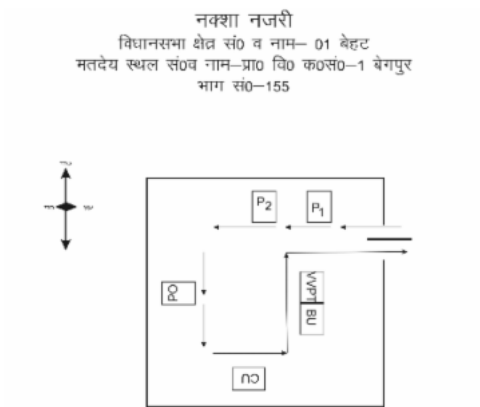 नक्शा नजरी
विधानसभा क्षेत्र सं0 व नाम– 01 बेहट
मतदेय स्थल सं0व नाम–प्रा0 वि0 क0सं0–1 बेगपुर
भाग सं0–155
P2 P1
PO
VVPT BU
CU